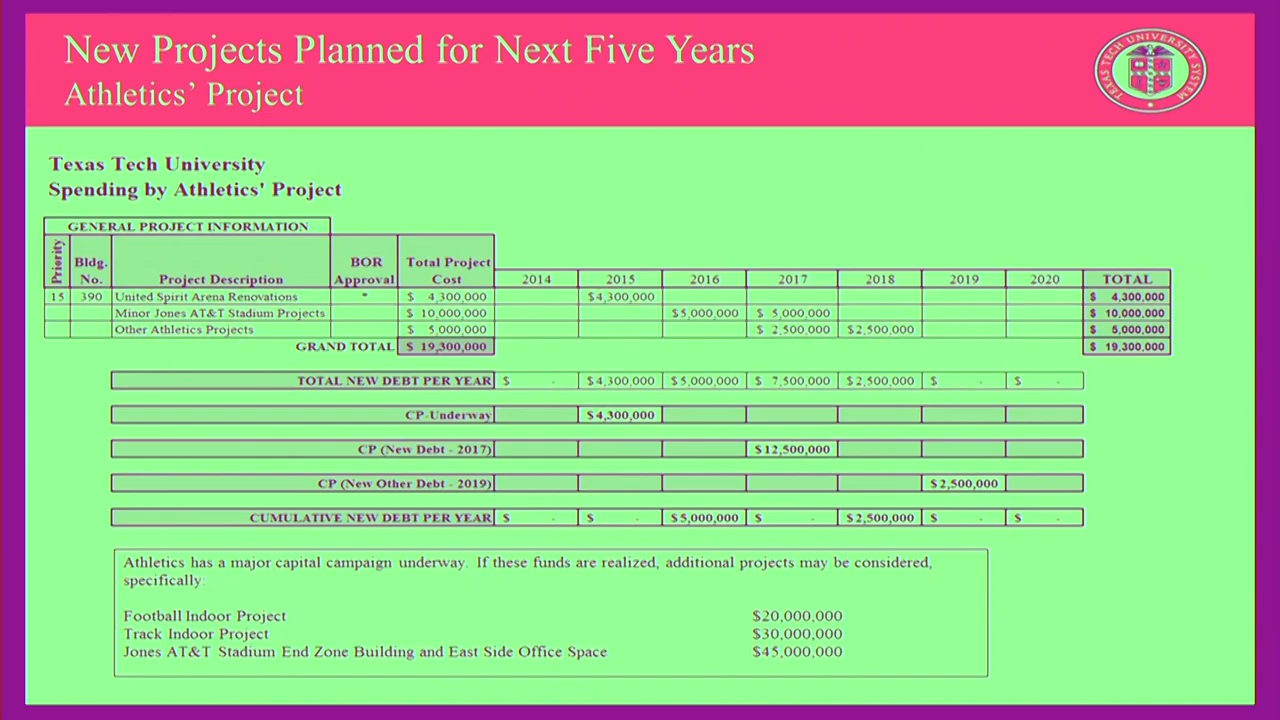 New Projects Planned for Next Five Years
Athletics’ Project
TEXAS TECH UNIVERSITY SYSTEM
Texas Tech University
Spending by Athletics' Project
GENERAL PROJECT INFORMATION
Priority Bldg. No. Project Description BOR Approval Total Project Cost 2014 2015 2016 2017 2018 2019 2020 TOTAL
15 390 United Spirit Arena Renovations * $ 4,300,000 $4,300,000 $ 4,300,000
Minor Jones AT&T Stadium Projects $ 10,000,000 $5,000,000 $ 5,000,000 $ 10,000,000
Other Athletics Projects $ 5,000,000 $ 2,500,000 $2,500,000 $ 5,000,000
GRAND TOTAL $ 19,300,000 $ 19,300,000
TOTAL NEW DEBT PER YEAR $ - $4,300,000 $5,000,000 $ 7,500,000 $2,500,000 $ - $ -
CP-Underway $4,300,000
CP (New Debt - 2017) $12,500,000
CP (New Other Debt - 2019) $2,500,000
CUMULATIVE NEW DEBT PER YEAR $ - $ - $5,000,000 $ - $2,500,000 $ - $ -
Athletics has a major capital campaign underway. If these funds are realized, additional projects may be considered,
specifically:
Football Indoor Project $20,000,000
Track Indoor Project $30,000,000
Jones AT&T Stadium End Zone Building and East Side Office Space $45,000,000